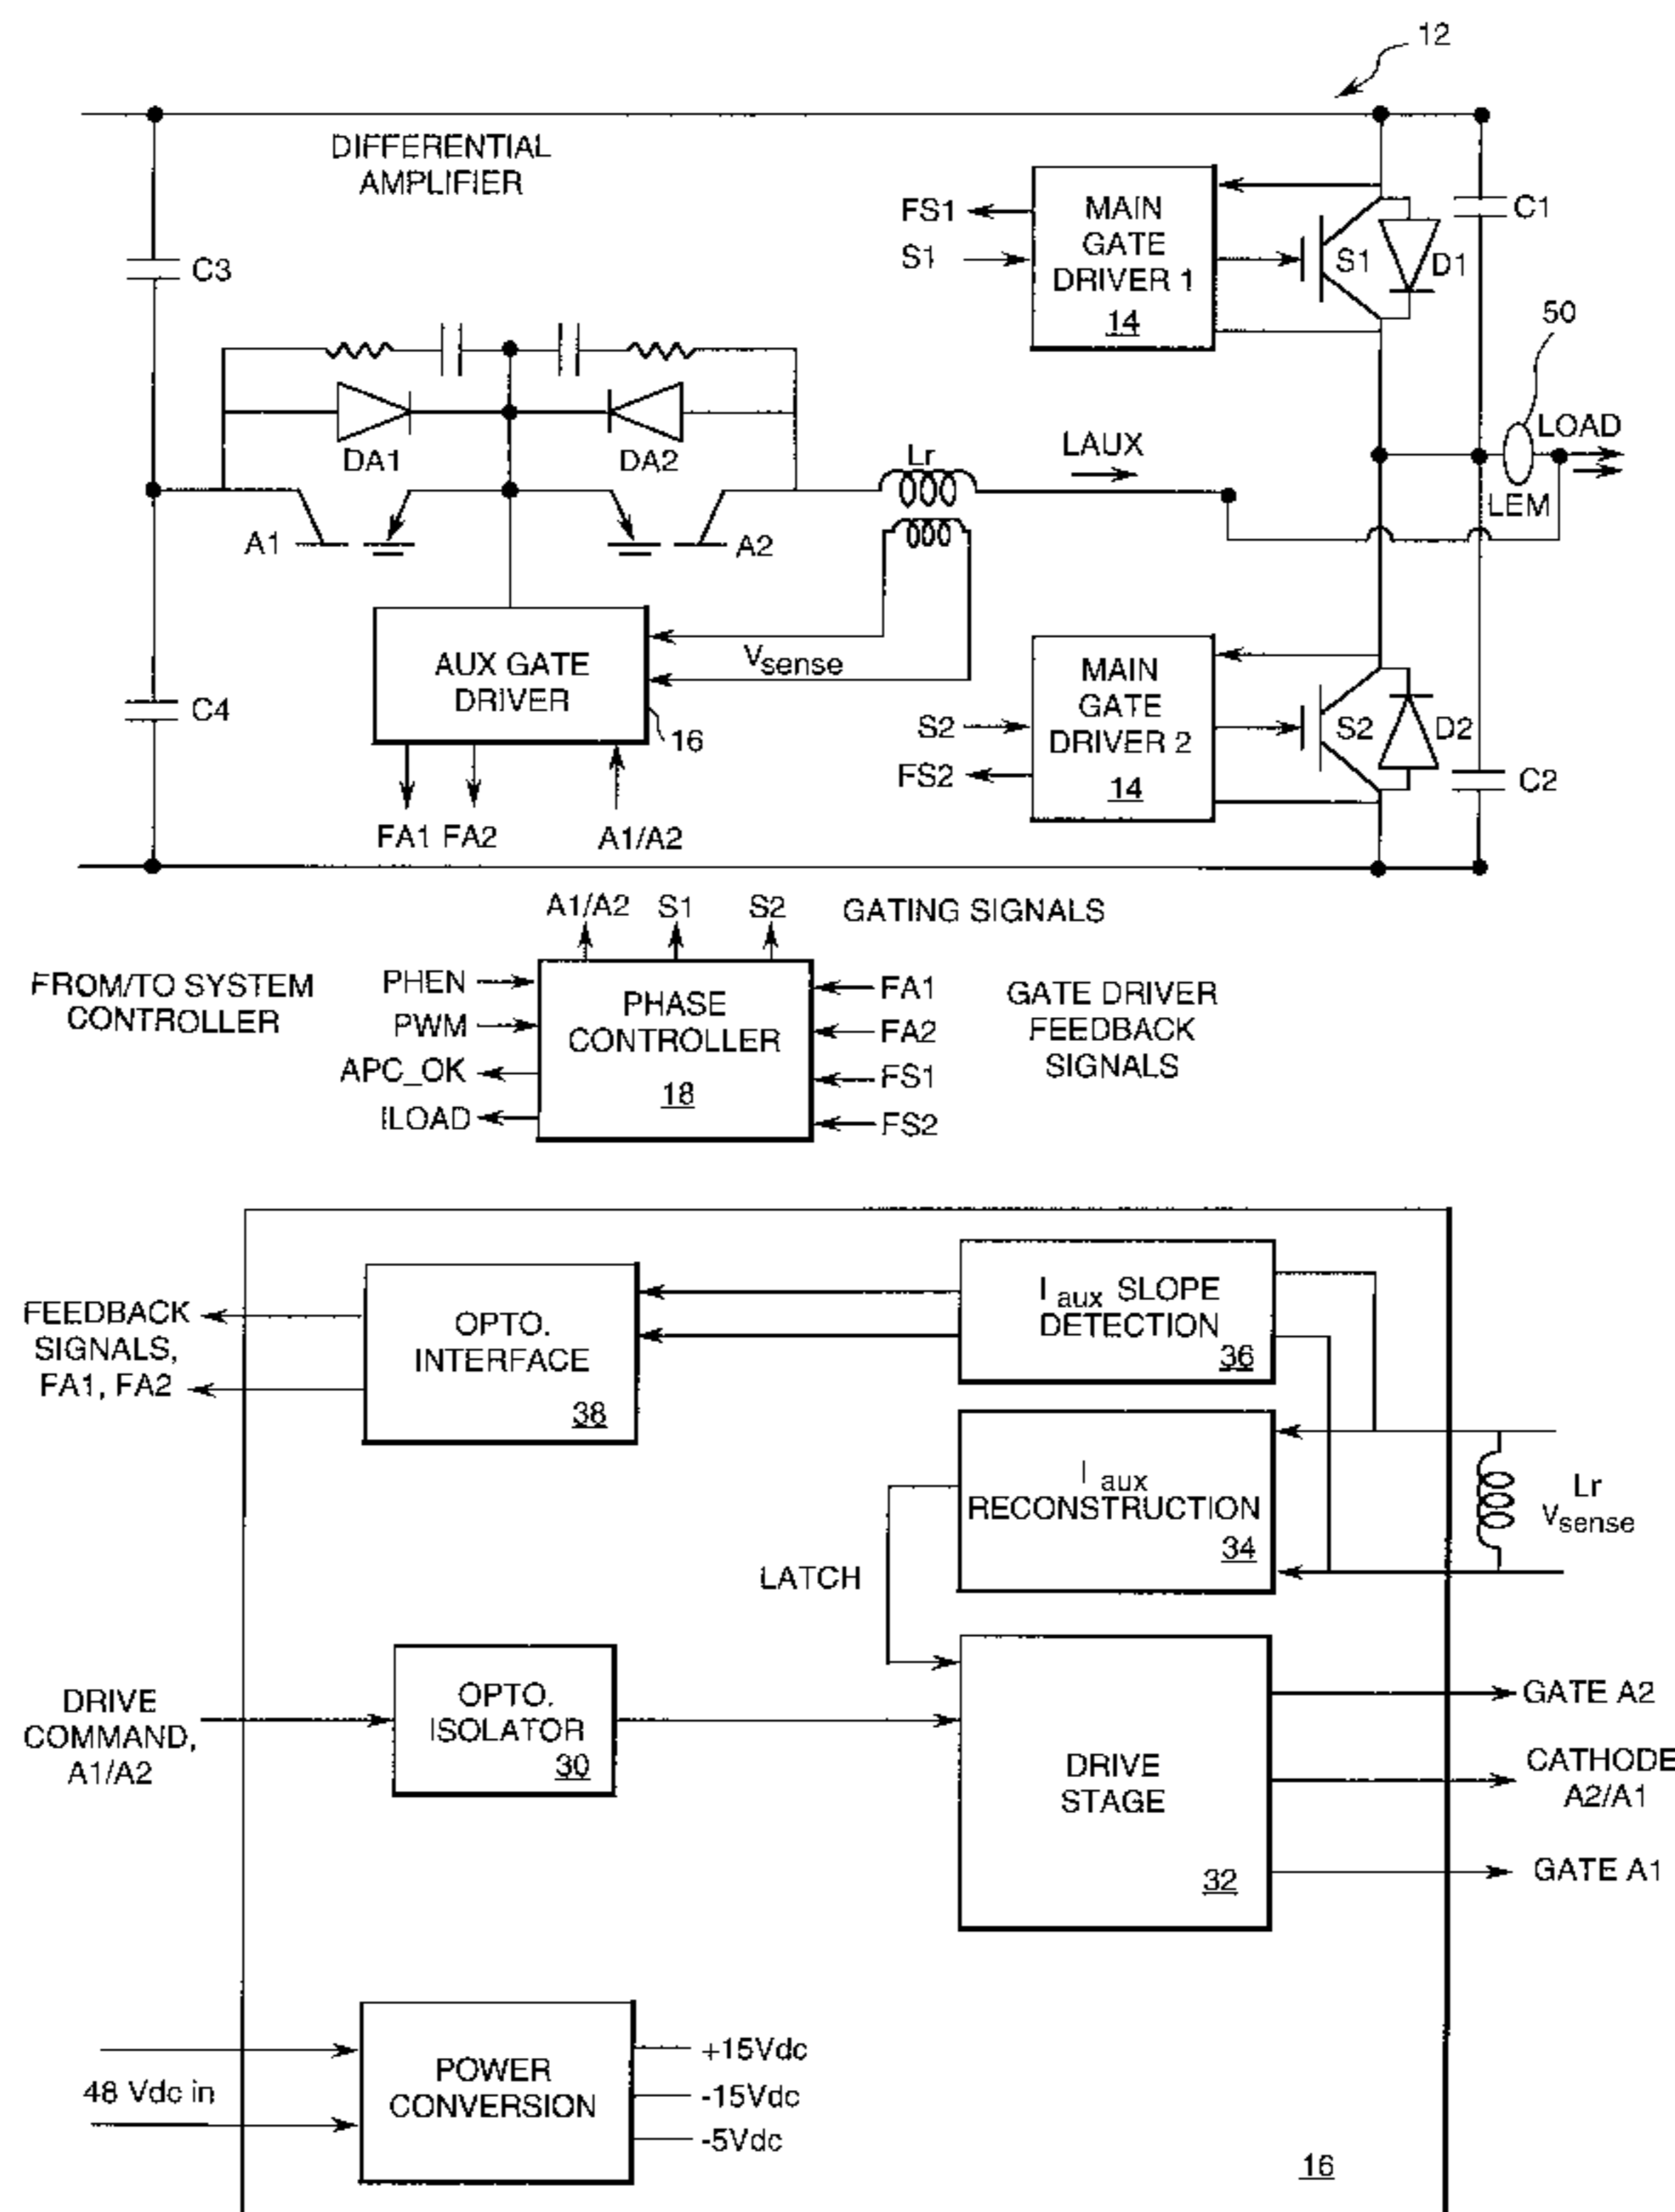 12
DIFFERENTIAL
AMPLIFIER
C3
FS1
S1
MAIN
GATE
DRIVER 1
14
S1
D1
C1
50
DA1
DA2
Lr
LAUX
LOAD
LEM
A1
A2
AUX GATE
DRIVER
Vsense
16
C4
S2
FS2
MAIN
GATE
DRIVER 2
14
S2
D2
C2
FA1 FA2
A1/A2
A1/A2 S1 S2
GATING SIGNALS
FROM/TO SYSTEM
CONTROLLER
PHEN
PWM
APC_OK
ILOAD
PHASE
CONTROLLER
18
FA1
FA2
FS1
FS2
GATE DRIVER
FEEDBACK
SIGNALS
FEEDBACK
SIGNALS,
FA1, FA2
OPTO.
INTERFACE
38
I aux SLOPE
DETECTION
36
I aux
RECONSTRUCTION
34
Lr
Vsense
LATCH
DRIVE
COMMAND,
A1/A2
OPTO.
ISOLATOR
30
DRIVE
STAGE
32
GATE A2
CATHODE
A2/A1
GATE A1
48 Vdc in
POWER
CONVERSION
+15Vdc
-15Vdc
-5Vdc
16